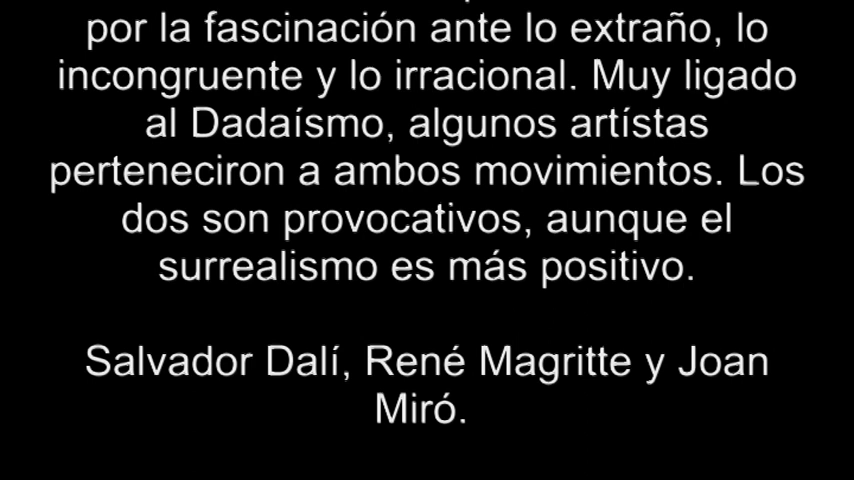 por la fascinación ante lo extraño, lo
incongruente y lo irracional. Muy ligado
al Dadaísmo, algunos artístas
perteneciron a ambos movimientos. Los
dos son provocativos, aunque el
surrealismo es más positivo.
Salvador Dalí, René Magritte y Joan
Miró.